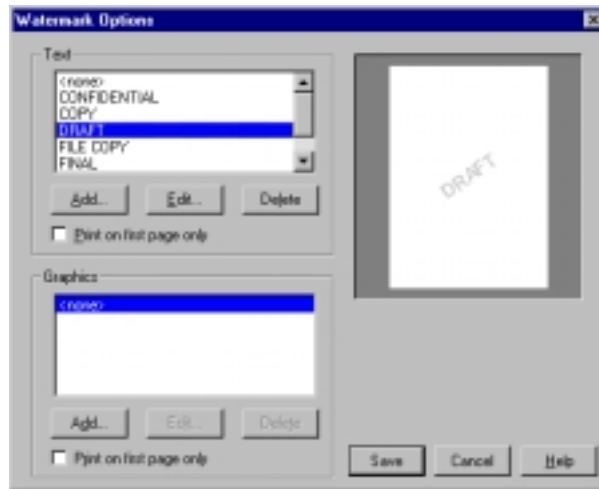 Watermark Options
Text
<none>
CONFIDENTIAL
COPY
DRAFT
FILE COPY
FINAL
Add... Edit... Delete
Print on first page only
DRAFT
Graphics
<none>
Add... Edit... Delete
Print on first page only
Save Cancel Help